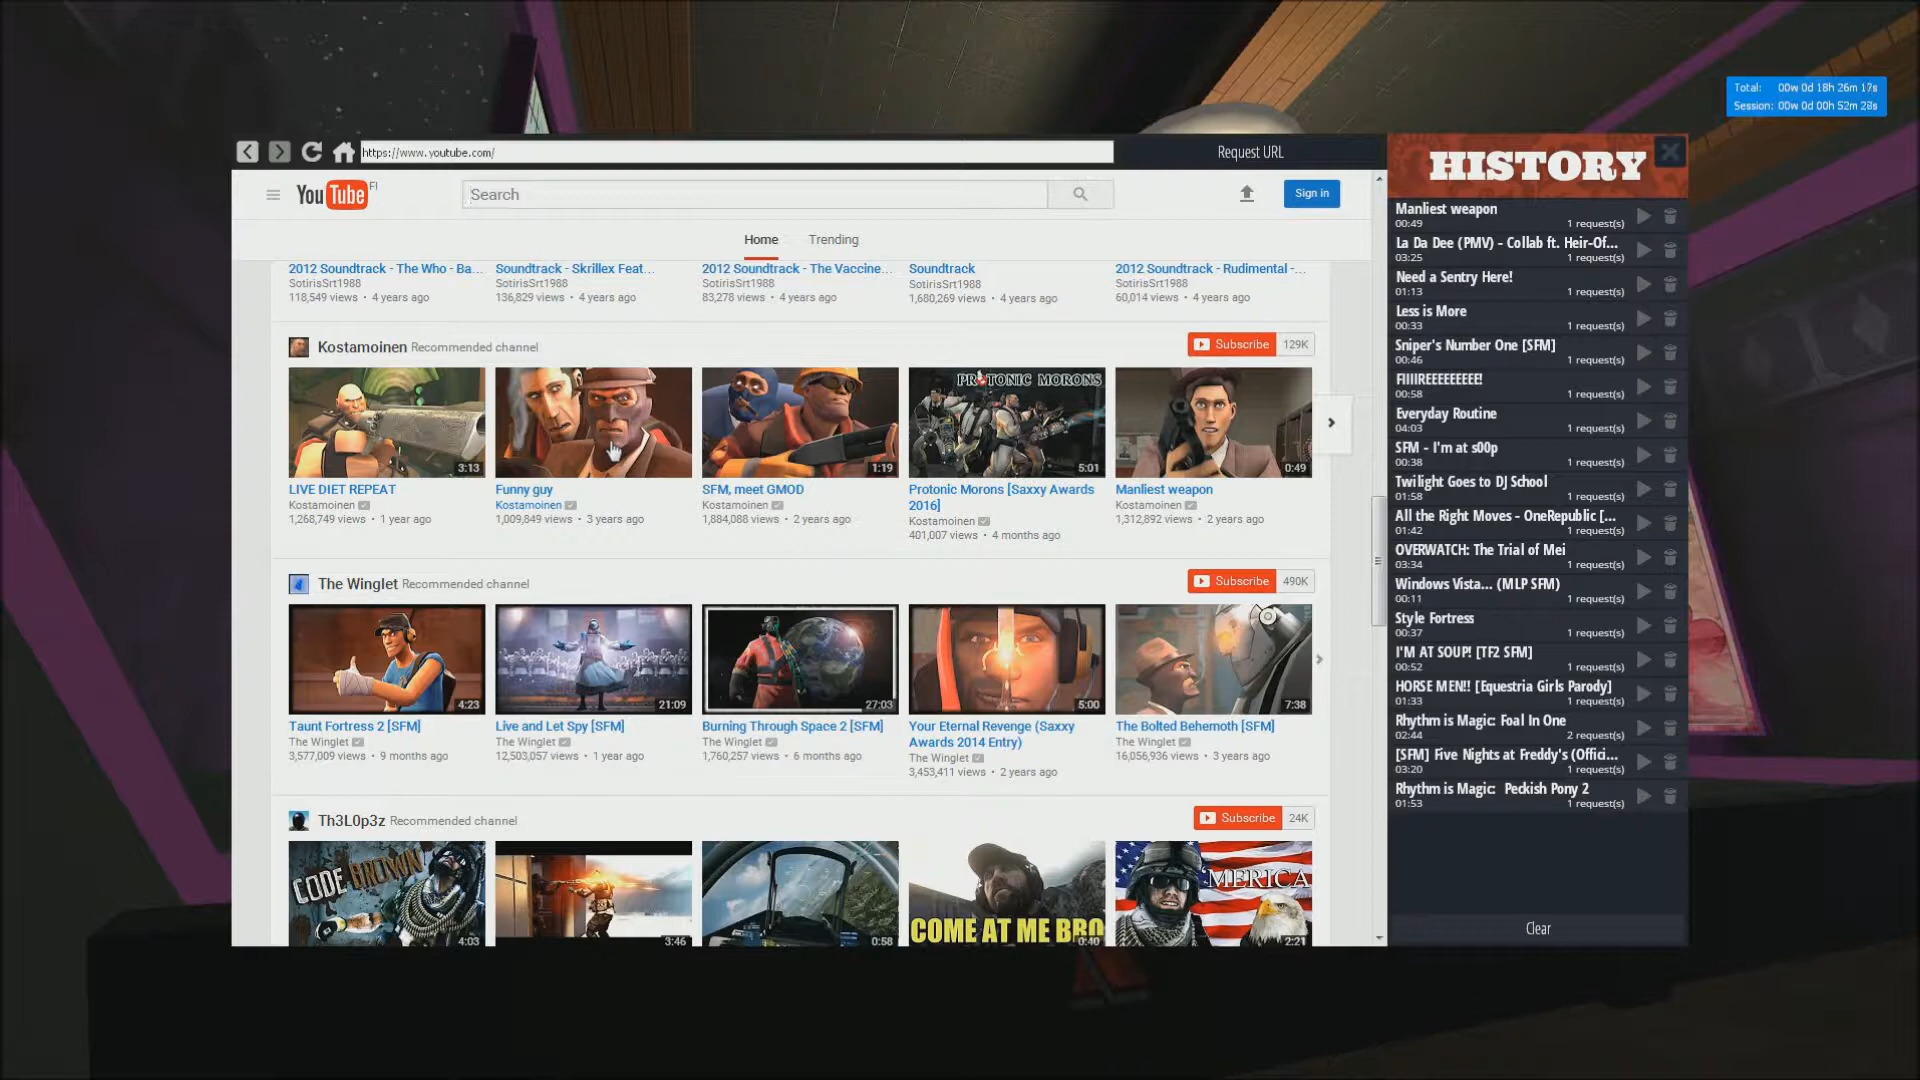 Total: 00w 0d 18h 26m 17s
Session: 00w 0d 00h 52m 28s
https://www.youtube.com/
Request URL
HISTORY
YouTube FI
Search
Sign in
Home
Trending
2012 Soundtrack - The Who - Ba...
SotirisSrt1988
118,549 views • 4 years ago
Soundtrack - Skrillex Feat...
SotirisSrt1988
136,829 views • 4 years ago
2012 Soundtrack - The Vaccine...
SotirisSrt1988
83,278 views • 4 years ago
Soundtrack
SotirisSrt1988
1,680,269 views • 4 years ago
2012 Soundtrack - Rudimental -...
SotirisSrt1988
60,014 views • 4 years ago
Kostamoinen Recommended channel
Subscribe 129K
3:13
LIVE DIET REPEAT
Kostamoinen
1,268,749 views • 1 year ago
Funny guy
Kostamoinen
1,009,849 views • 3 years ago
1:19
SFM, meet GMOD
Kostamoinen
1,884,088 views • 2 years ago
PROTONIC MORONS
5:01
Protonic Morons [Saxxy Awards
2016]
Kostamoinen
401,007 views • 4 months ago
0:49
Manliest weapon
Kostamoinen
1,312,892 views • 2 years ago
The Winglet Recommended channel
Subscribe 490K
4:23
Taunt Fortress 2 [SFM]
The Winglet
3,577,009 views • 9 months ago
21:09
Live and Let Spy [SFM]
The Winglet
12,503,057 views • 1 year ago
27:03
Burning Through Space 2 [SFM]
The Winglet
1,760,257 views • 6 months ago
5:00
Your Eternal Revenge (Saxxy
Awards 2014 Entry)
The Winglet
3,453,411 views • 2 years ago
7:38
The Bolted Behemoth [SFM]
The Winglet
16,056,936 views • 3 years ago
Th3L0p3z Recommended channel
Subscribe 24K
CODE BROWN
4:03
3:46
0:58
COME AT ME BRO
0:40
'MERICA
2:21
Manliest weapon
00:49 1 request(s)
La Da Dee (PMV) - Collab ft. Heir-Of...
03:25 1 request(s)
Need a Sentry Here!
01:13 1 request(s)
Less is More
00:33 1 request(s)
Sniper's Number One [SFM]
00:46 1 request(s)
FIIIIREEEEEEEEE!
00:58 1 request(s)
Everyday Routine
04:03 1 request(s)
SFM - I'm at s00p
00:38 1 request(s)
Twilight Goes to DJ School
01:58 1 request(s)
All the Right Moves - OneRepublic [...
01:42 1 request(s)
OVERWATCH: The Trial of Mei
03:34 1 request(s)
Windows Vista... (MLP SFM)
00:11 1 request(s)
Style Fortress
00:37 1 request(s)
I'M AT SOUP! [TF2 SFM]
00:52 1 request(s)
HORSE MEN!! [Equestria Girls Parody]
01:33 1 request(s)
Rhythm is Magic: Foal In One
02:44 2 request(s)
[SFM] Five Nights at Freddy's (Offici...
03:20 1 request(s)
Rhythm is Magic: Peckish Pony 2
01:53 1 request(s)
Clear